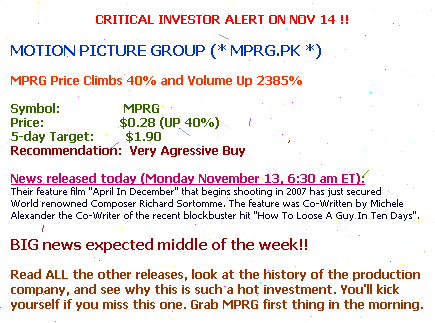 CRITICAL INVESTOR ALERT ON NOV 14 !!
MOTION PICTURE GROUP (* MPRG.PK *)
MPRG Price Climbs 40% and Volume Up 2385%
Symbol: MPRG
Price: $0.28 (UP 40%)
5-day Target: $1.90
Recommendation: Very Agressive Buy
News released today (Monday November 13, 6:30 am ET):
Their feature film "April In December" that begins shooting in 2007 has just secured
World renowned Composer Richard Sortomme. The feature was Co-Written by Michele
Alexander the Co-Writer of the recent blockbuster hit "How To Loose A Guy In Ten Days".
BIG news expected middle of the week!!
Read ALL the other releases, look at the history of the production
company, and see why this is such a hot investment. You'll kick
yourself if you miss this one. Grab MPRG first thing in the morning.